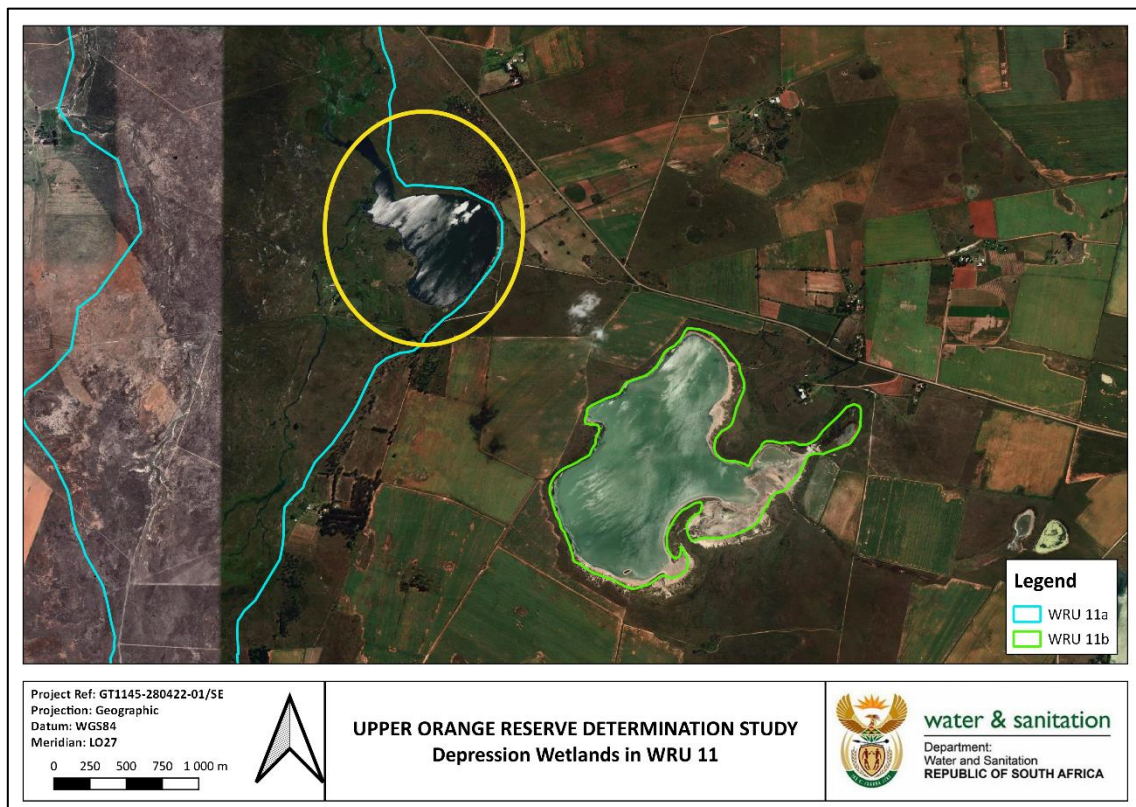 Legend
WRU 11a
WRU 11b
Project Ref: GT1145-280422-01/SE
Projection: Geographic
Datum: WGS84
Meridian: LO27
0 250 500 750 1 000 m
UPPER ORANGE RESERVE DETERMINATION STUDY
Depression Wetlands in WRU 11
water & sanitation
Department:
Water and Sanitation
REPUBLIC OF SOUTH AFRICA